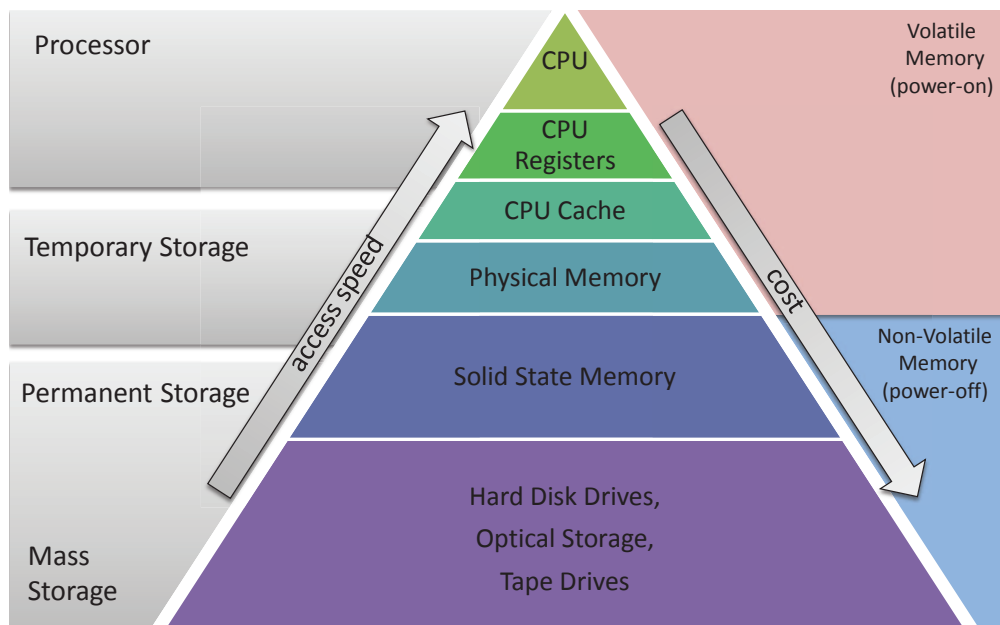 Processor
Temporary Storage
Permanent Storage
Mass
Storage
access speed
CPU
CPU
Registers
CPU Cache
Physical Memory
Solid State Memory
Hard Disk Drives,
Optical Storage,
Tape Drives
cost
Volatile
Memory
(power-on)
Non-Volatile
Memory
(power-off)